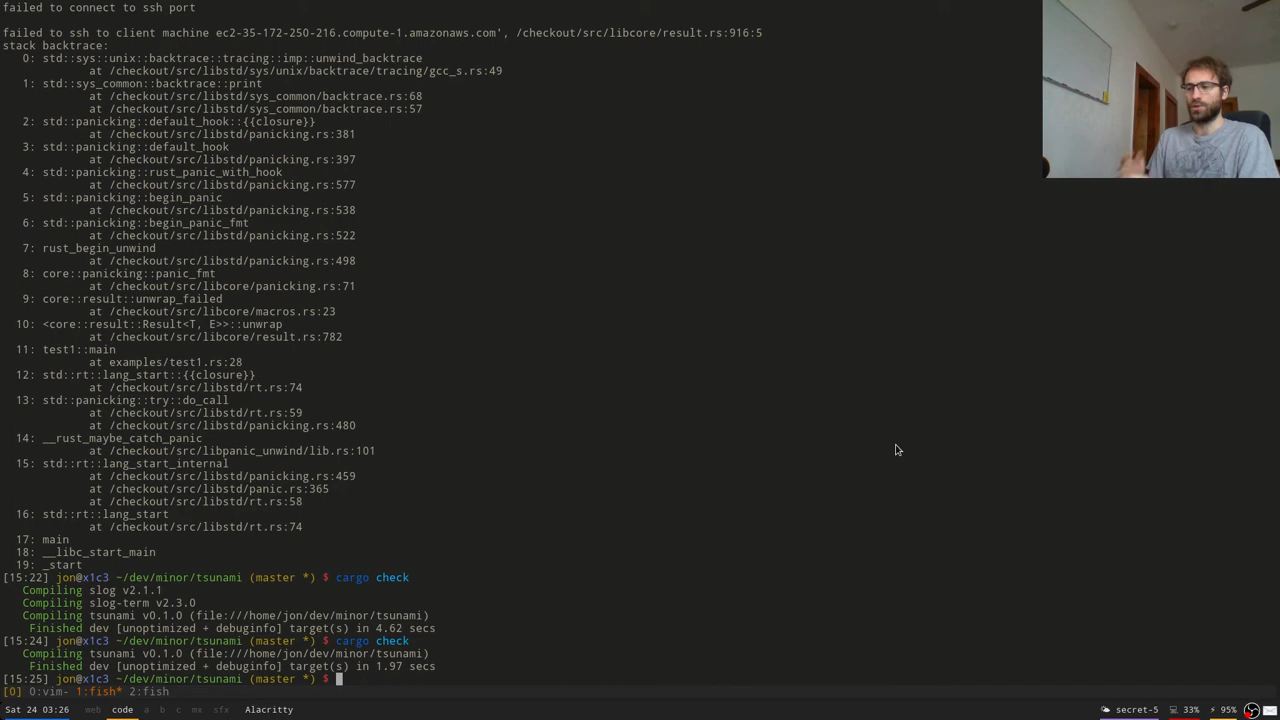 failed to connect to ssh port
failed to ssh to client machine ec2-35-172-250-216.compute-1.amazonaws.com', /checkout/src/libcore/result.rs:916:5
stack backtrace:
0: std::sys::unix::backtrace::tracing::imp::unwind_backtrace
at /checkout/src/libstd/sys/unix/backtrace/tracing/gcc_s.rs:49
1: std::sys_common::backtrace::print
at /checkout/src/libstd/sys_common/backtrace.rs:68
at /checkout/src/libstd/sys_common/backtrace.rs:57
2: std::panicking::default_hook::{{closure}}
at /checkout/src/libstd/panicking.rs:381
3: std::panicking::default_hook
at /checkout/src/libstd/panicking.rs:397
4: std::panicking::rust_panic_with_hook
at /checkout/src/libstd/panicking.rs:577
5: std::panicking::begin_panic
at /checkout/src/libstd/panicking.rs:538
6: std::panicking::begin_panic_fmt
at /checkout/src/libstd/panicking.rs:522
7: rust_begin_unwind
at /checkout/src/libstd/panicking.rs:498
8: core::panicking::panic_fmt
at /checkout/src/libcore/panicking.rs:71
9: core::result::unwrap_failed
at /checkout/src/libcore/macros.rs:23
10: <core::result::Result<T, E>>::unwrap
at /checkout/src/libcore/result.rs:782
11: test1::main
at examples/test1.rs:28
12: std::rt::lang_start::{{closure}}
at /checkout/src/libstd/rt.rs:74
13: std::panicking::try::do_call
at /checkout/src/libstd/rt.rs:59
at /checkout/src/libstd/panicking.rs:480
14: __rust_maybe_catch_panic
at /checkout/src/libpanic_unwind/lib.rs:101
15: std::rt::lang_start_internal
at /checkout/src/libstd/panicking.rs:459
at /checkout/src/libstd/panic.rs:365
at /checkout/src/libstd/rt.rs:58
16: std::rt::lang_start
at /checkout/src/libstd/rt.rs:74
17: main
18: __libc_start_main
19: _start
[15:22] jon@x1c3 ~/dev/minor/tsunami (master *) $ cargo check
Compiling slog v2.1.1
Compiling slog-term v2.3.0
Compiling tsunami v0.1.0 (file:///home/jon/dev/minor/tsunami)
Finished dev [unoptimized + debuginfo] target(s) in 4.62 secs
[15:24] jon@x1c3 ~/dev/minor/tsunami (master *) $ cargo check
Compiling tsunami v0.1.0 (file:///home/jon/dev/minor/tsunami)
Finished dev [unoptimized + debuginfo] target(s) in 1.97 secs
[15:25] jon@x1c3 ~/dev/minor/tsunami (master *) $
[0] 0:vim- 1:fish* 2:fish
Sat 24 03:26 web code a b c mx sfx Alacritty secret-5 33% 95%